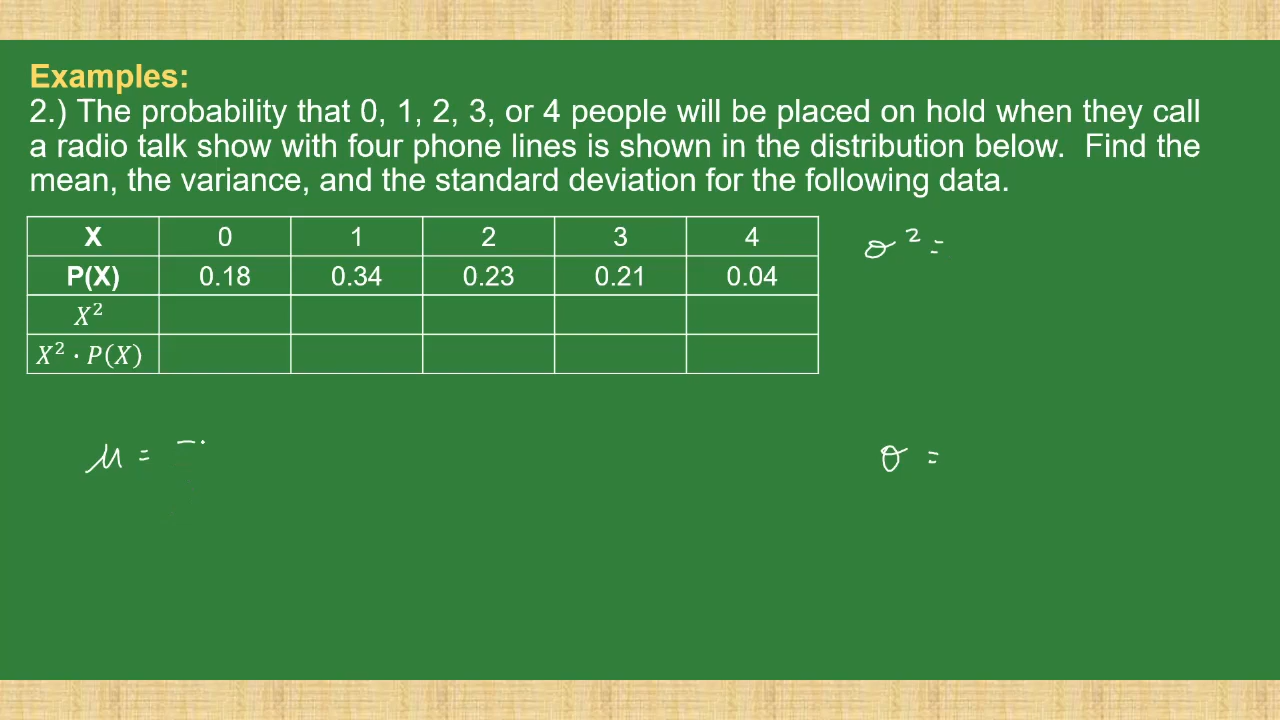 Examples:
2.) The probability that 0, 1, 2, 3, or 4 people will be placed on hold when they call
a radio talk show with four phone lines is shown in the distribution below. Find the
mean, the variance, and the standard deviation for the following data.
X 0 1 2 3 4
P(X) 0.18 0.34 0.23 0.21 0.04
X²
X² · P(X)
σ² =
μ =
σ =